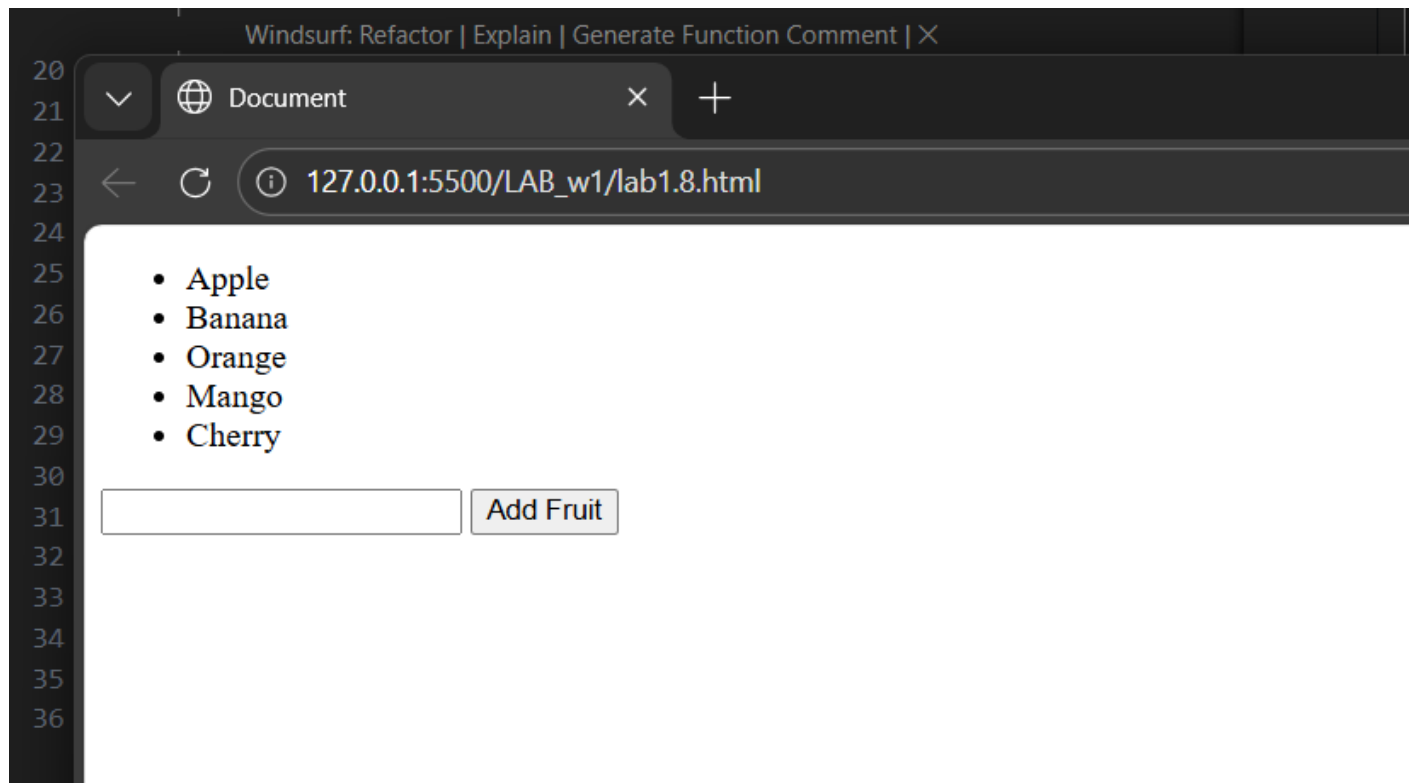 Windsurf: Refactor | Explain | Generate Function Comment | ×
20
21
22
23
24
25
26
27
28
29
30
31
32
33
34
35
36
Document
127.0.0.1:5500/LAB_w1/lab1.8.html
Apple
Banana
Orange
Mango
Cherry
Add Fruit